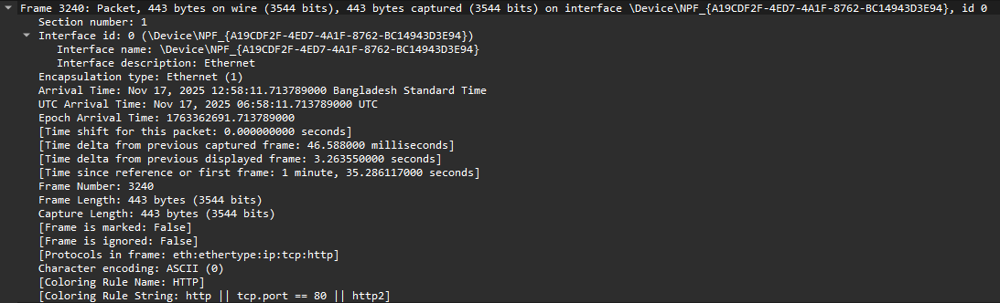 Frame 3240: Packet, 443 bytes on wire (3544 bits), 443 bytes captured (3544 bits) on interface \Device\NPF_{A19CDF2F-4ED7-4A1F-8762-BC14943D3E94}, id 0
Section number: 1
Interface id: 0 (\Device\NPF_{A19CDF2F-4ED7-4A1F-8762-BC14943D3E94})
Interface name: \Device\NPF_{A19CDF2F-4ED7-4A1F-8762-BC14943D3E94}
Interface description: Ethernet
Encapsulation type: Ethernet (1)
Arrival Time: Nov 17, 2025 12:58:11.713789000 Bangladesh Standard Time
UTC Arrival Time: Nov 17, 2025 06:58:11.713789000 UTC
Epoch Arrival Time: 1763362691.713789000
[Time shift for this packet: 0.000000000 seconds]
[Time delta from previous captured frame: 46.588000 milliseconds]
[Time delta from previous displayed frame: 3.263550000 seconds]
[Time since reference or first frame: 1 minute, 35.286117000 seconds]
Frame Number: 3240
Frame Length: 443 bytes (3544 bits)
Capture Length: 443 bytes (3544 bits)
[Frame is marked: False]
[Frame is ignored: False]
[Protocols in frame: eth:ethertype:ip:tcp:http]
Character encoding: ASCII (0)
[Coloring Rule Name: HTTP]
[Coloring Rule String: http || tcp.port == 80 || http2]